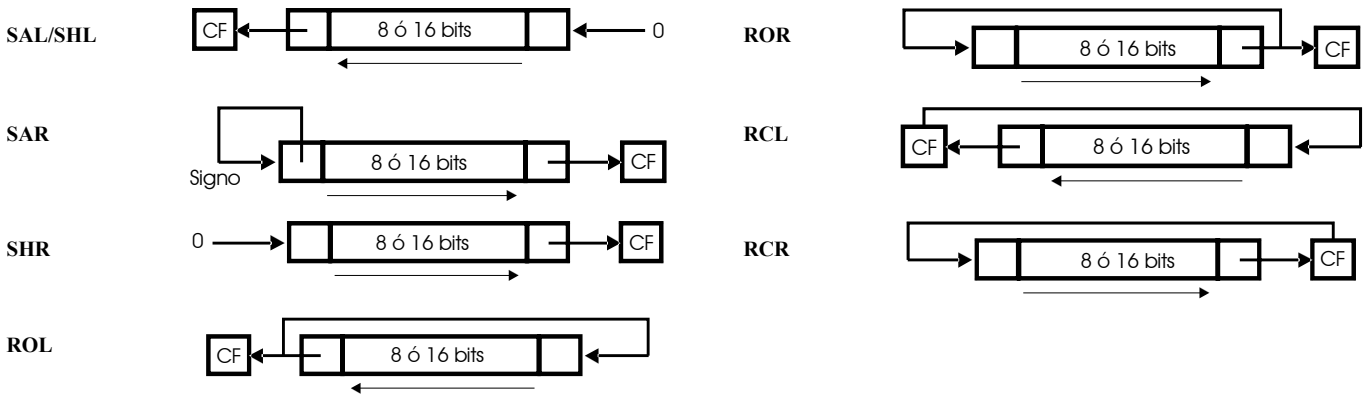 SAL/SHL
CF
8 ó 16 bits
0
SAR
Signo
8 ó 16 bits
CF
SHR
0
8 ó 16 bits
CF
ROL
CF
8 ó 16 bits
ROR
8 ó 16 bits
CF
RCL
CF
8 ó 16 bits
RCR
8 ó 16 bits
CF